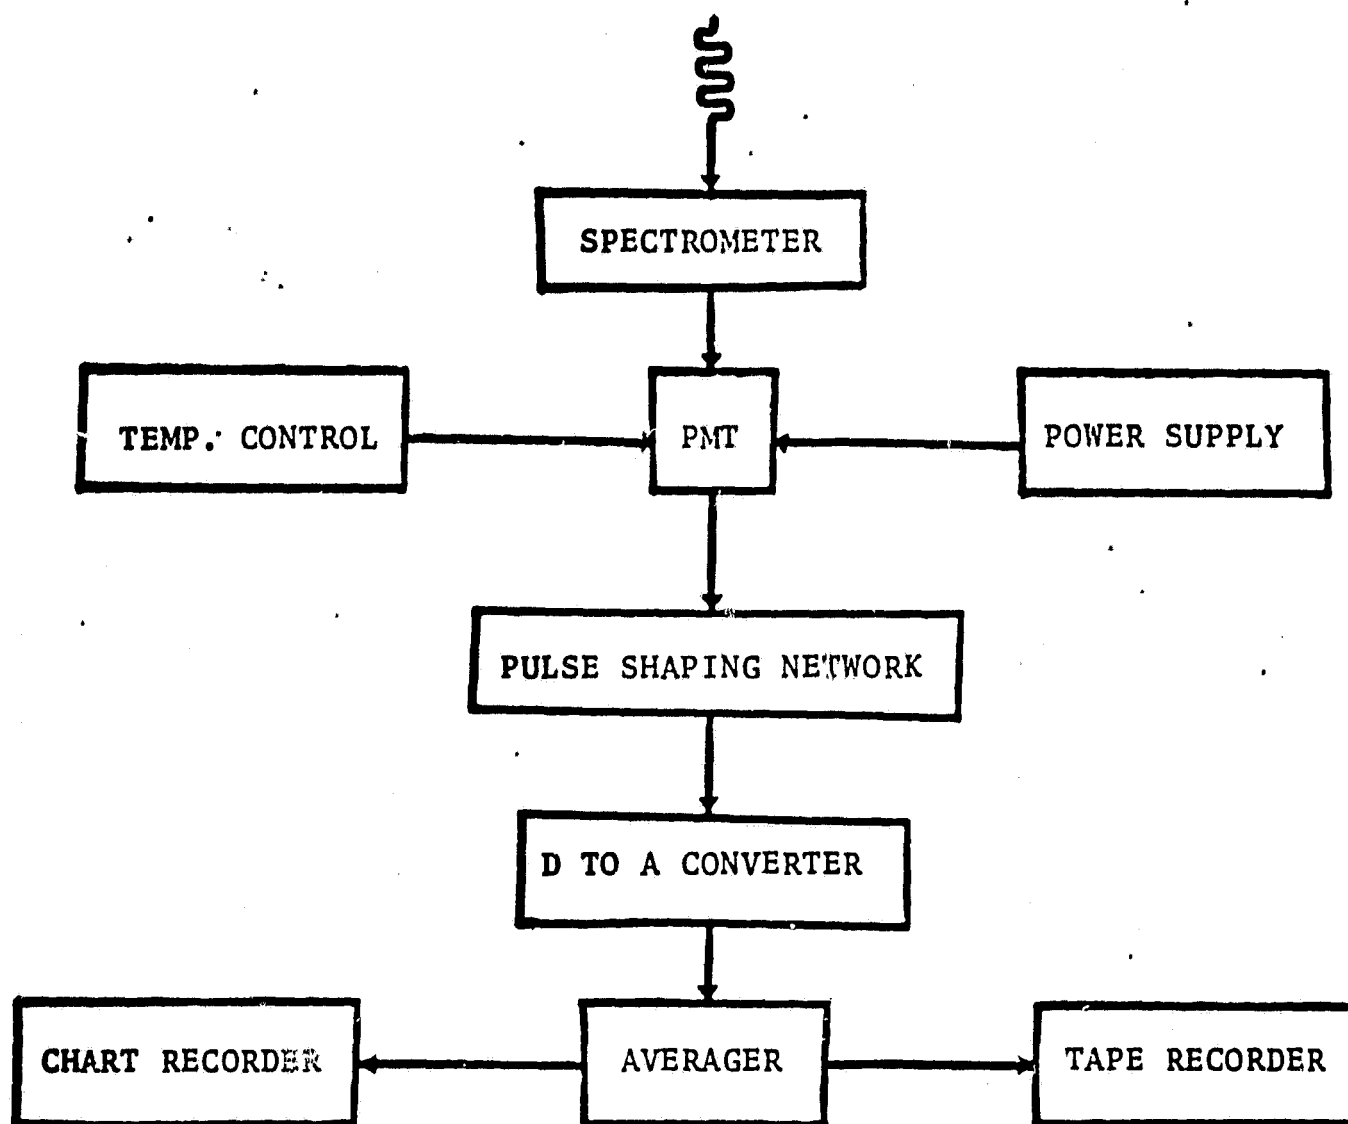 SPECTROMETER
TEMP. CONTROL
PMT
POWER SUPPLY
PULSE SHAPING NETWORK
D TO A CONVERTER
CHART RECORDER
AVERAGER
TAPE RECORDER